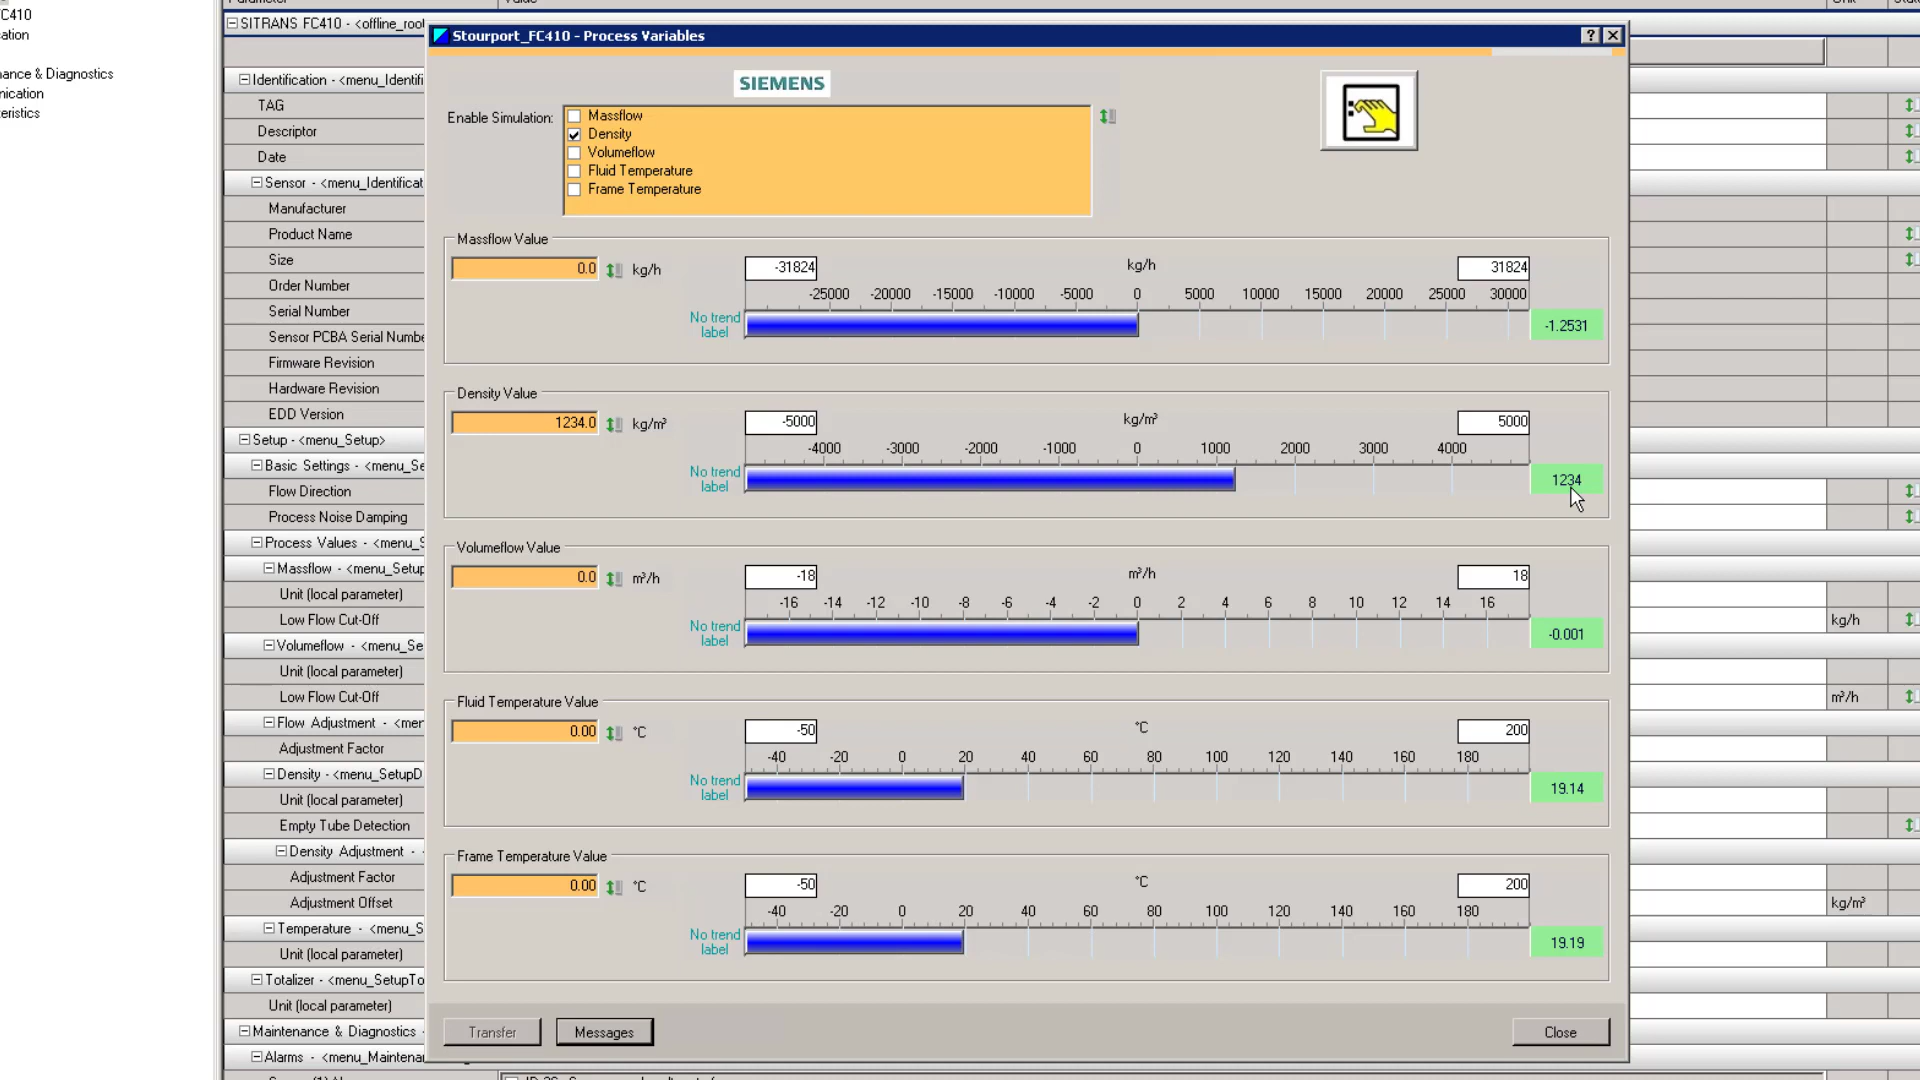 Parameter
Value
Unit
FC410
SITRANS FC410 - <offline_root
Stourport_FC410 - Process Variables
?
SIEMENS
ance & Diagnostics
Identification - <menu_Identifi
TAG
Descriptor
Date
Sensor - <menu_Identificat
Manufacturer
Product Name
Size
Order Number
Serial Number
Sensor PCBA Serial Numbe
Firmware Revision
Hardware Revision
EDD Version
Setup - <menu_Setup>
Basic Settings - <menu_Se
Flow Direction
Process Noise Damping
Process Values - <menu_S
Massflow - <menu_Setup
Unit (local parameter)
Low Flow Cut-Off
kg/h
Volumeflow - <menu_Se
Unit (local parameter)
Low Flow Cut-Off
m³/h
Flow Adjustment - <mer
Adjustment Factor
Density - <menu_SetupD
Unit (local parameter)
Empty Tube Detection
Density Adjustment -
Adjustment Factor
Adjustment Offset
kg/m³
Temperature - <menu_S
Unit (local parameter)
Totalizer - <menu_SetupTo
Unit (local parameter)
Maintenance & Diagnostics
Alarms - <menu_Maintenan
Enable Simulation:
Massflow
Density
Volumeflow
Fluid Temperature
Frame Temperature
Massflow Value
0.0 kg/h
-31824 kg/h 31824
-25000 -20000 -15000 -10000 -5000 0 5000 10000 15000 20000 25000 30000
No trend
label
-1.2531
Density Value
1234.0 kg/m³
-5000 kg/m³ 5000
-4000 -3000 -2000 -1000 0 1000 2000 3000 4000
No trend
label
1234
Volumeflow Value
0.0 m³/h
-18 m³/h 18
-16 -14 -12 -10 -8 -6 -4 -2 0 2 4 6 8 10 12 14 16
No trend
label
-0.001
Fluid Temperature Value
0.00 °C
-50 °C 200
-40 -20 0 20 40 60 80 100 120 140 160 180
No trend
label
19.14
Frame Temperature Value
0.00 °C
-50 °C 200
-40 -20 0 20 40 60 80 100 120 140 160 180
No trend
label
19.19
Transfer
Messages
Close